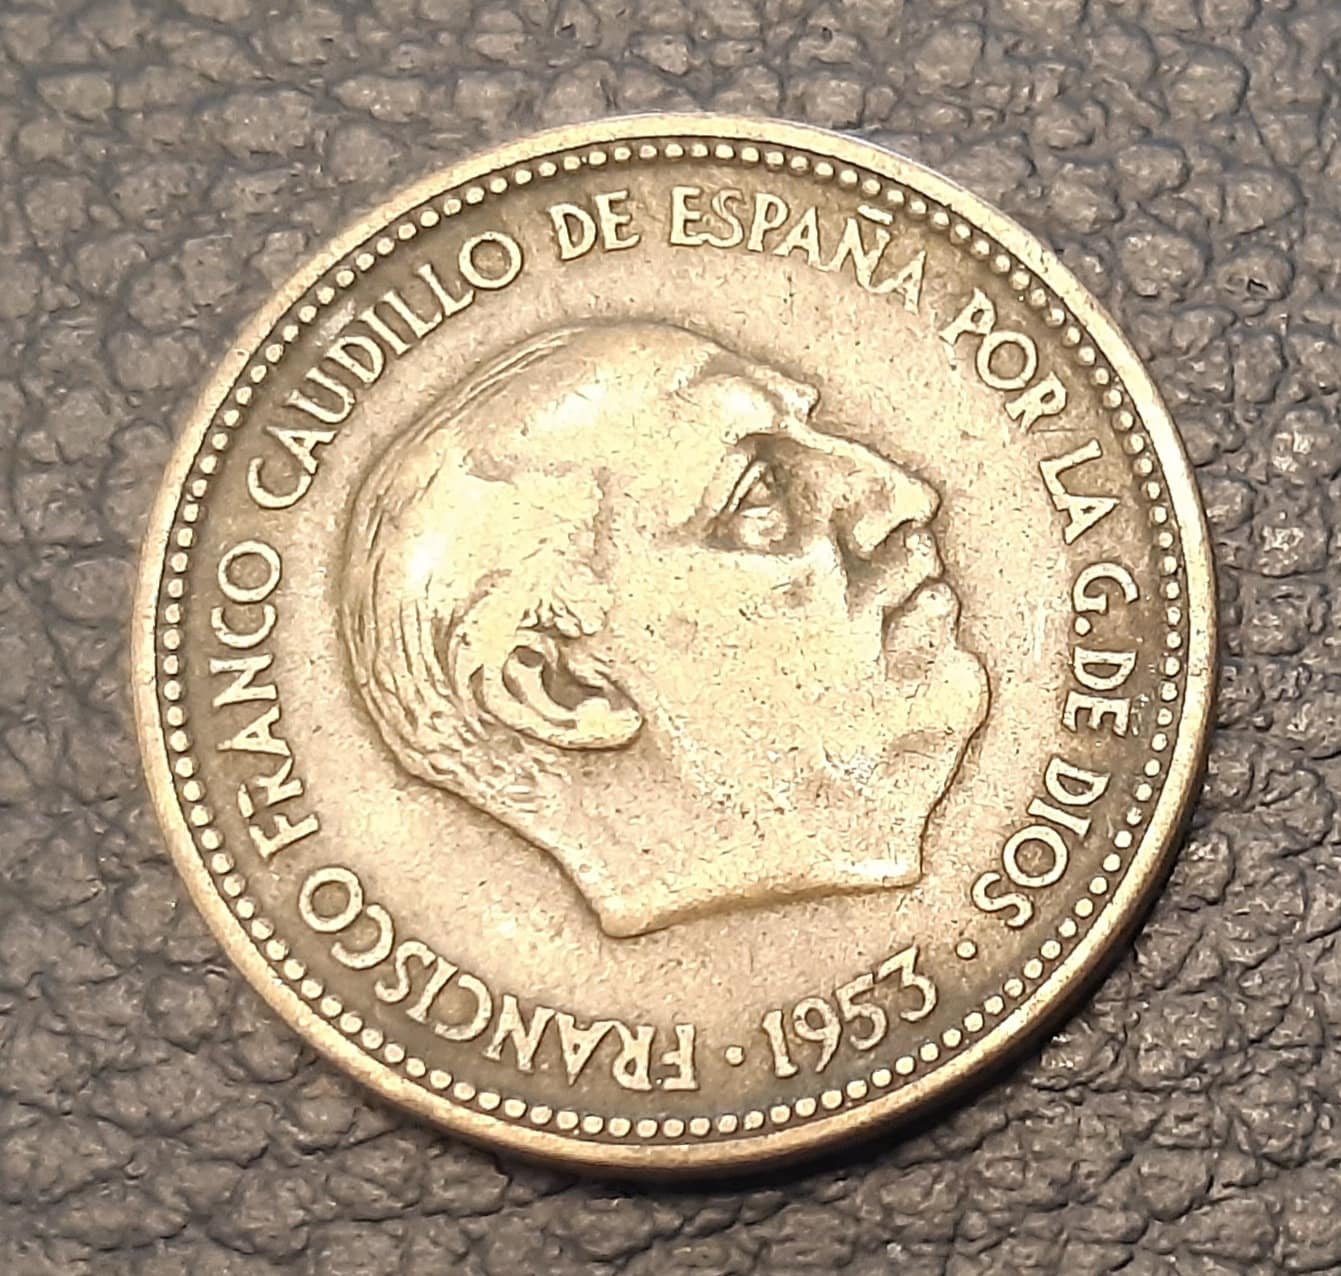 FRANCISCO FRANCO CAUDILLO DE ESPAÑA POR LA G. DE DIOS · 1953 ·